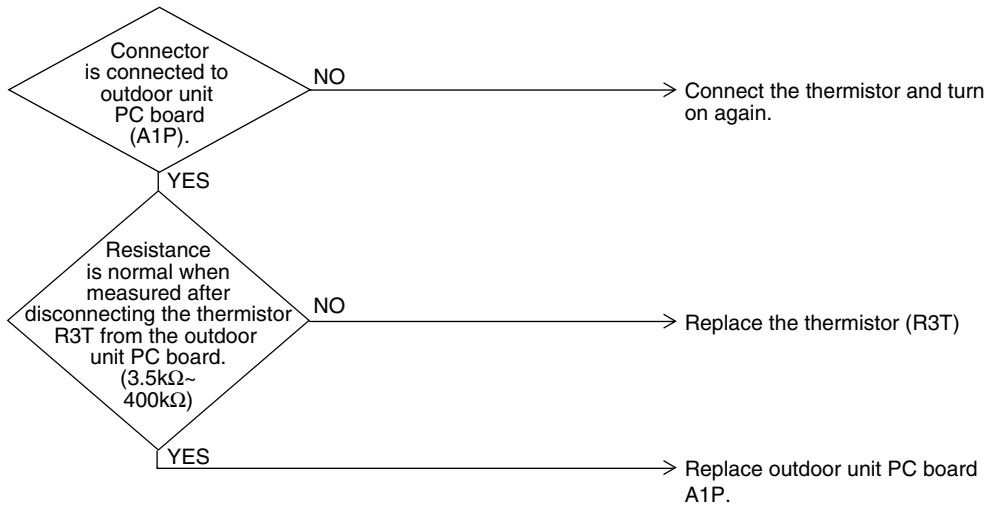 Connector
is connected to
outdoor unit
PC board
(A1P).
NO
Connect the thermistor and turn
on again.
YES
Resistance
is normal when
measured after
disconnecting the thermistor
R3T from the outdoor
unit PC board.
(3.5kΩ~
400kΩ)
NO
Replace the thermistor (R3T)
YES
Replace outdoor unit PC board
A1P.